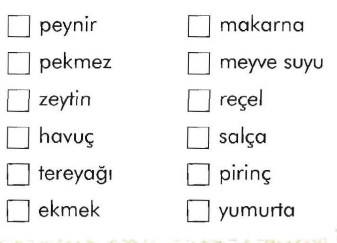 peynir
pekmez
zeytin
havuç
tereyağı
ekmek
makarna
meyve suyu
reçel
salça
pirinç
yumurta